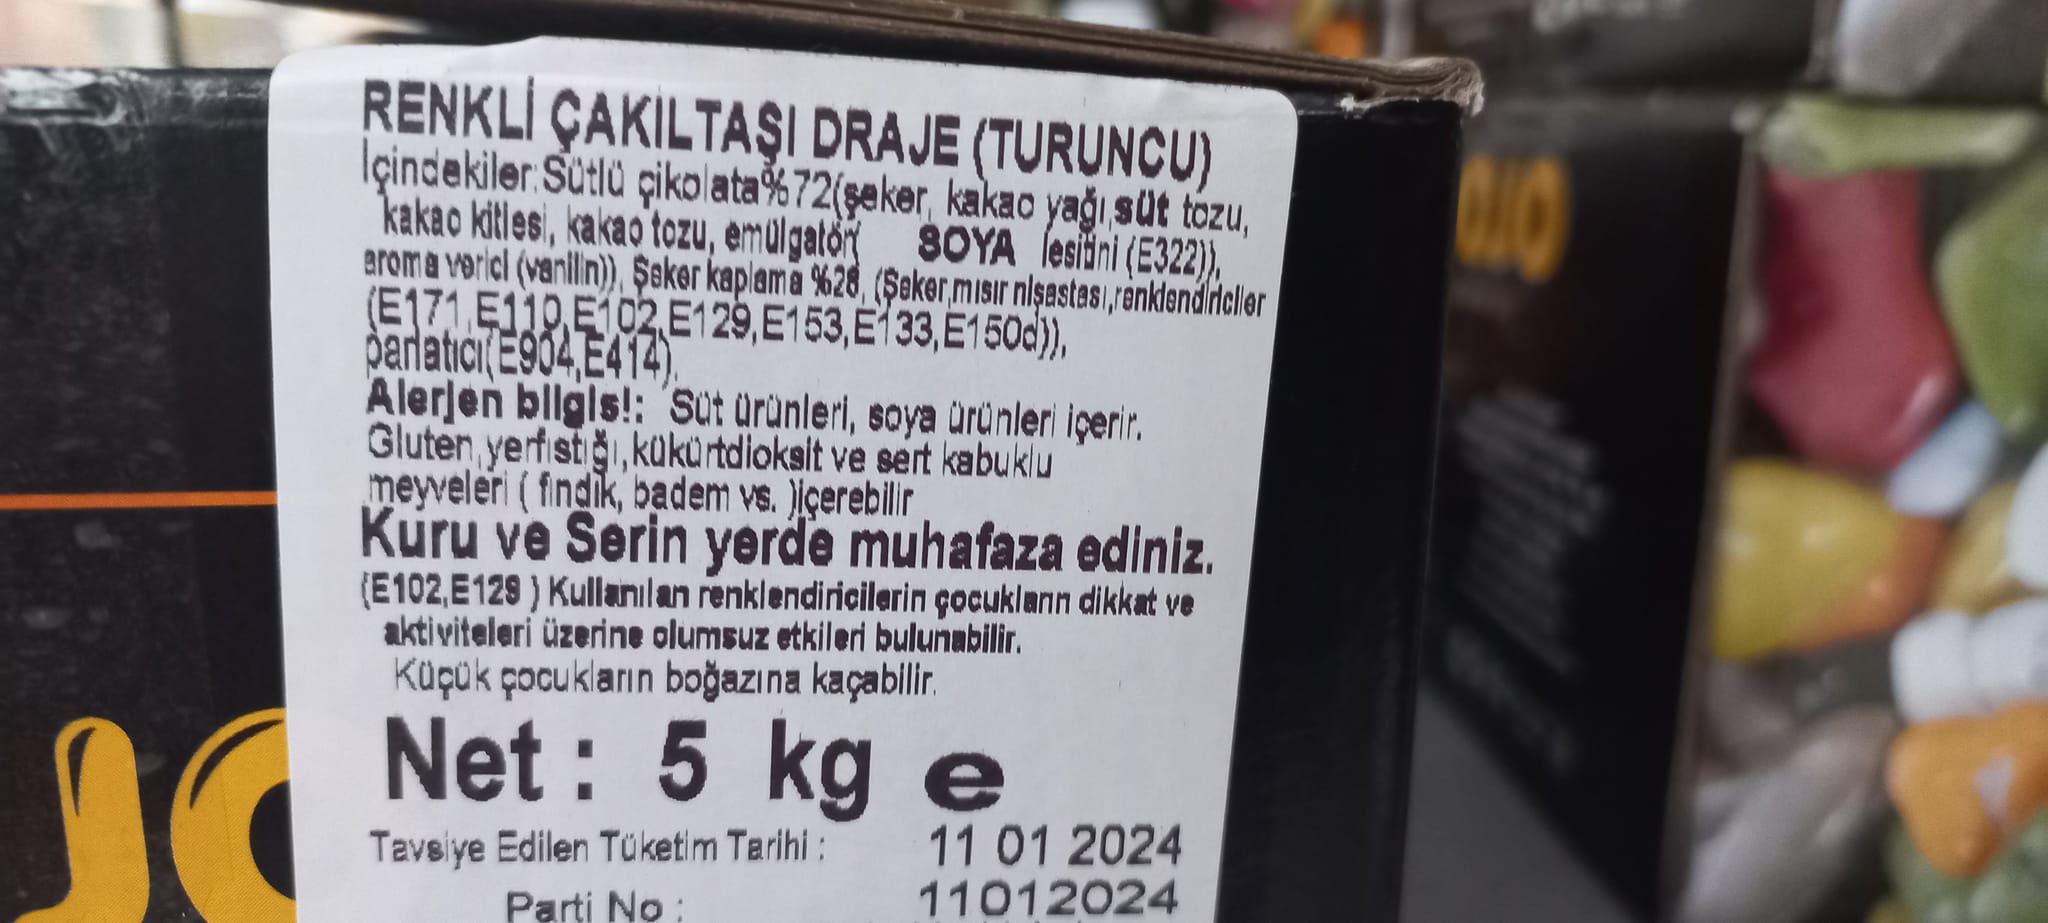 RENKLİ ÇAKILTAŞI DRAJE (TURUNCU)
İçindekiler:Sütlü çikolata%72(şeker, kakao yağı,süt tozu,
kakao kitlesi, kakao tozu, emülgatör( SOYA lesitini (E322)),
aroma verici (vanilin)), Şeker kaplama %28, (Şeker,mısır nişastası,renklendiriciler
(E171,E110,E102,E129,E153,E133,E150d)),
parlatıcı(E904,E414).
Alerjen bilgisi: Süt ürünleri, soya ürünleri içerir.
Gluten,yerfıstığı,kükürtdioksit ve sert kabuklu
meyveleri ( fındık, badem vs. )içerebilir
Kuru ve Serin yerde muhafaza ediniz.
(E102,E129 ) Kullanılan renklendiricilerin çocukların dikkat ve
aktiviteleri üzerine olumsuz etkileri bulunabilir.
Küçük çocukların boğazına kaçabilir.
Net : 5 kg e
Tavsiye Edilen Tüketim Tarihi : 11 01 2024
Parti No : 11012024